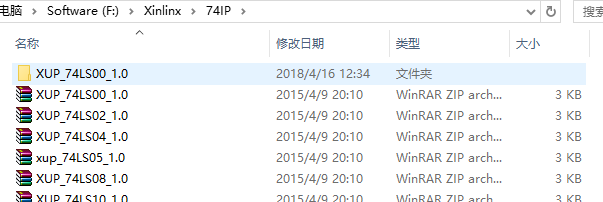 电脑 › Software (F:) › Xinlinx › 74IP › 搜索
名称 修改日期 类型 大小
XUP_74LS00_1.0 2018/4/16 12:34 文件夹
XUP_74LS00_1.0 2015/4/9 20:10 WinRAR ZIP arch... 3 KB
XUP_74LS02_1.0 2015/4/9 20:10 WinRAR ZIP arch... 3 KB
XUP_74LS04_1.0 2015/4/9 20:10 WinRAR ZIP arch... 3 KB
xup_74LS05_1.0 2015/4/9 20:10 WinRAR ZIP arch... 3 KB
XUP_74LS08_1.0 2015/4/9 20:10 WinRAR ZIP arch... 3 KB
XUP_74LS10_1.0 2015/4/9 20:10 WinRAR ZIP arch... 3 KB